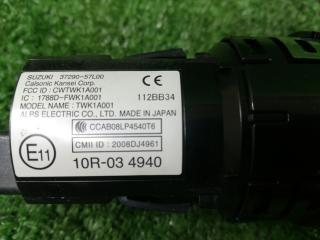 SUZUKI 37290-57L00
Calsonic Kansei Corp.
FCC ID : CWTWK1A001
IC : 1788D-FWK1A001
MODEL NAME : TWK1A001
ALPS ELECTRIC CO., LTD. MADE IN JAPAN
CE
112BB34
CCAB08LP4540T6
CMII ID : 2008DJ4961
E11
10R-03 4940